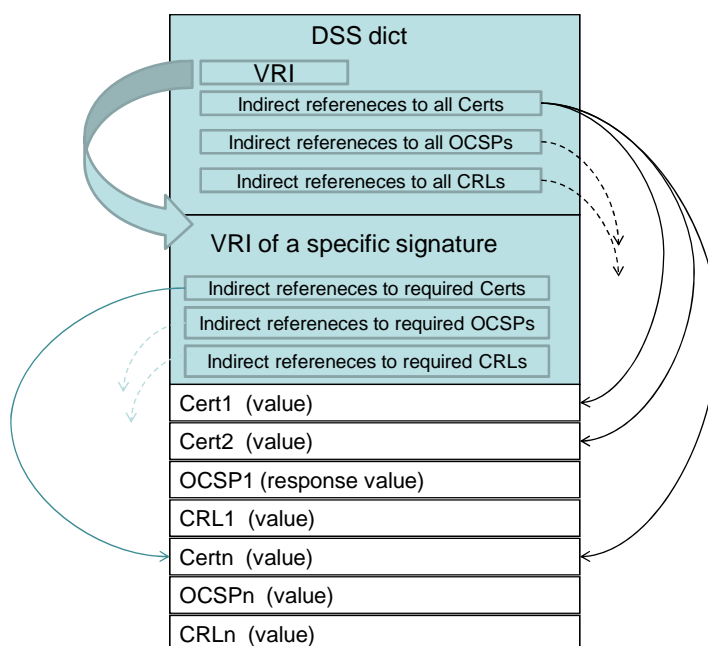 DSS dict
VRI
Indirect refereneces to all Certs
Indirect refereneces to all OCSPs
Indirect refereneces to all CRLs
VRI of a specific signature
Indirect refereneces to required Certs
Indirect refereneces to required OCSPs
Indirect refereneces to required CRLs
Cert1 (value)
Cert2 (value)
OCSP1 (response value)
CRL1 (value)
Certn (value)
OCSPn (value)
CRLn (value)